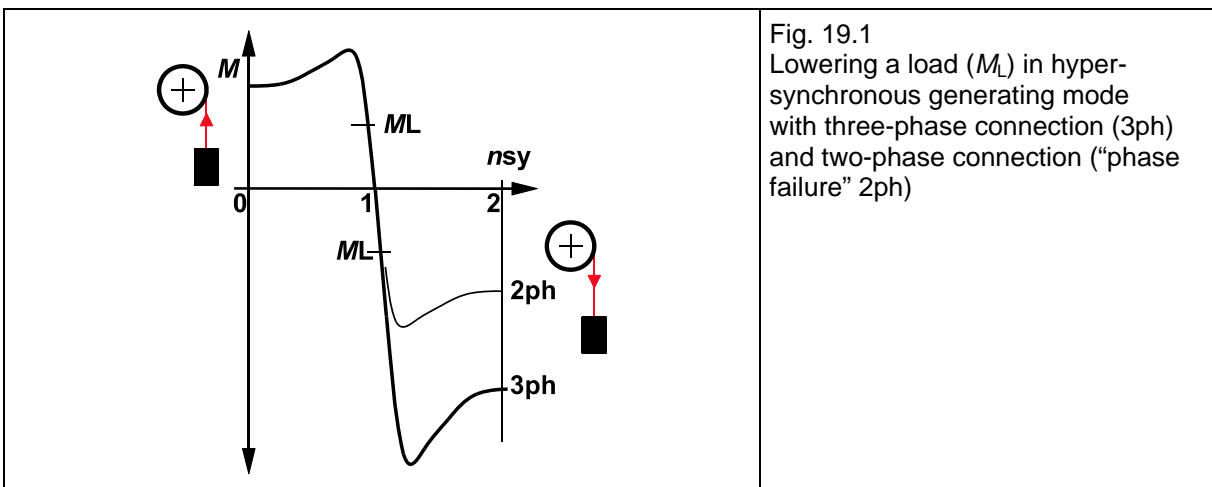 M
ML
nsy
0
1
2
ML
2ph
3ph
Fig. 19.1
Lowering a load (ML) in hyper-
synchronous generating mode
with three-phase connection (3ph)
and two-phase connection (“phase
failure” 2ph)